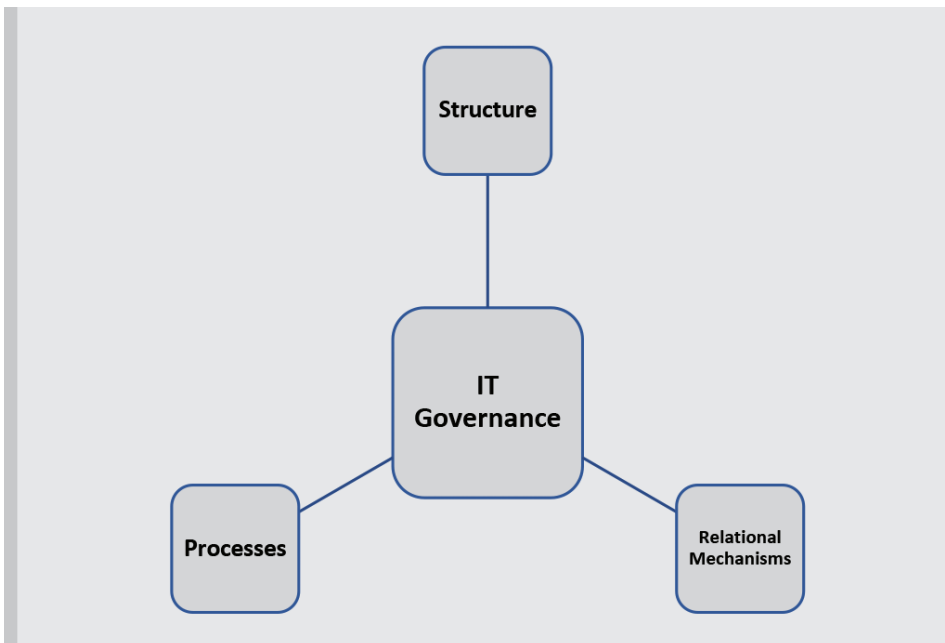 Structure
IT
Governance
Processes
Relational
Mechanisms